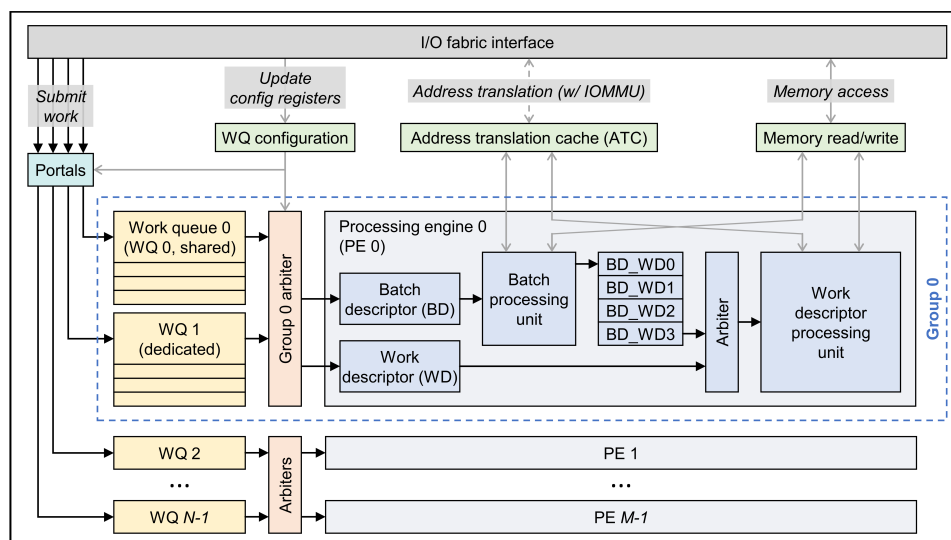 I/O fabric interface
Submit
work
Update
config registers
Address translation (w/ IOMMU)
Memory access
WQ configuration
Address translation cache (ATC)
Memory read/write
Portals
Work queue 0
(WQ 0, shared)
WQ 1
(dedicated)
Group 0 arbiter
Processing engine 0
(PE 0)
Batch
descriptor (BD)
Work
descriptor (WD)
Batch
processing
unit
BD_WD0
BD_WD1
BD_WD2
BD_WD3
Arbiter
Work
descriptor
processing
unit
Group 0
WQ 2
...
WQ N-1
Arbiters
PE 1
...
PE M-1